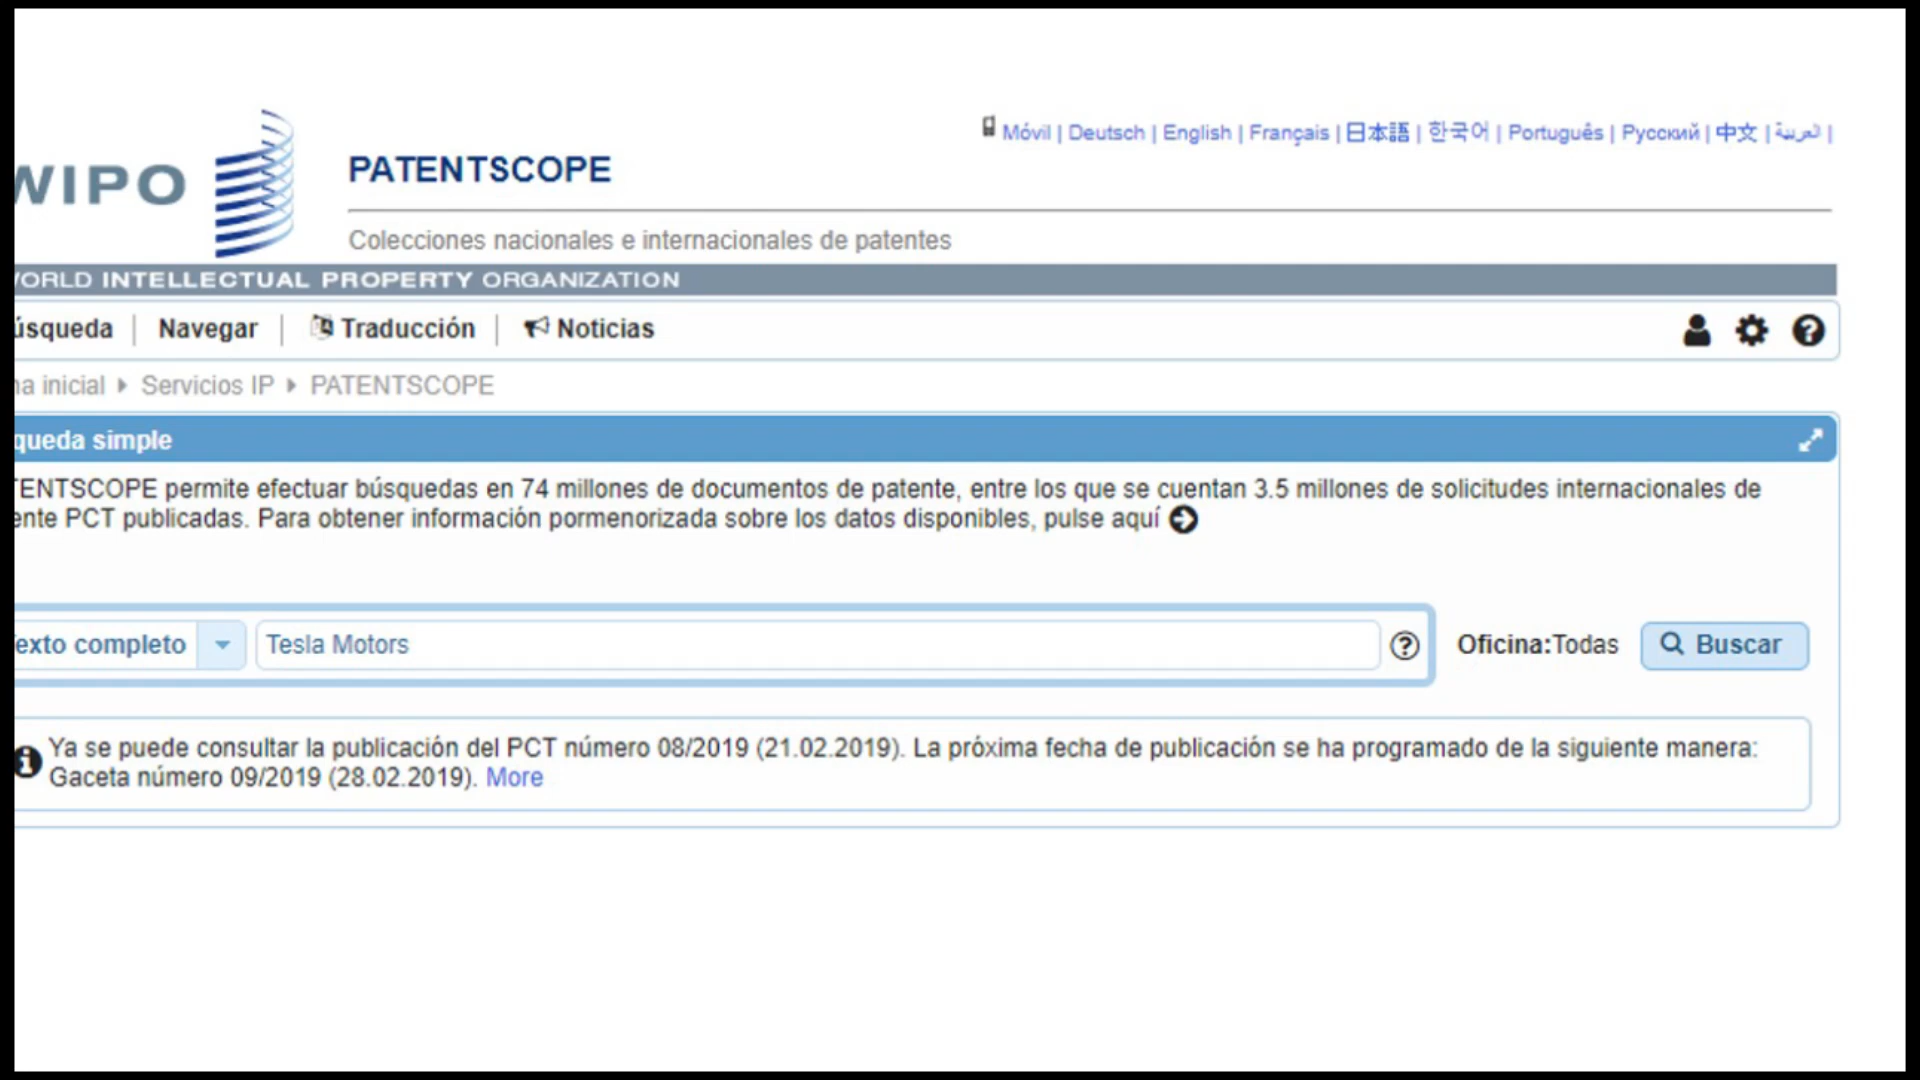 Móvil | Deutsch | English | Français | 日本語 | 한국어 | Português | Русский | 中文 | العربية |
WIPO
PATENTSCOPE
Colecciones nacionales e internacionales de patentes
WORLD INTELLECTUAL PROPERTY ORGANIZATION
úsqueda | Navegar | Traducción | Noticias
na inicial Servicios IP PATENTSCOPE
queda simple
TENTSCOPE permite efectuar búsquedas en 74 millones de documentos de patente, entre los que se cuentan 3.5 millones de solicitudes internacionales de
ente PCT publicadas. Para obtener información pormenorizada sobre los datos disponibles, pulse aquí
exto completo Tesla Motors Oficina:Todas Buscar
Ya se puede consultar la publicación del PCT número 08/2019 (21.02.2019). La próxima fecha de publicación se ha programado de la siguiente manera:
Gaceta número 09/2019 (28.02.2019). More